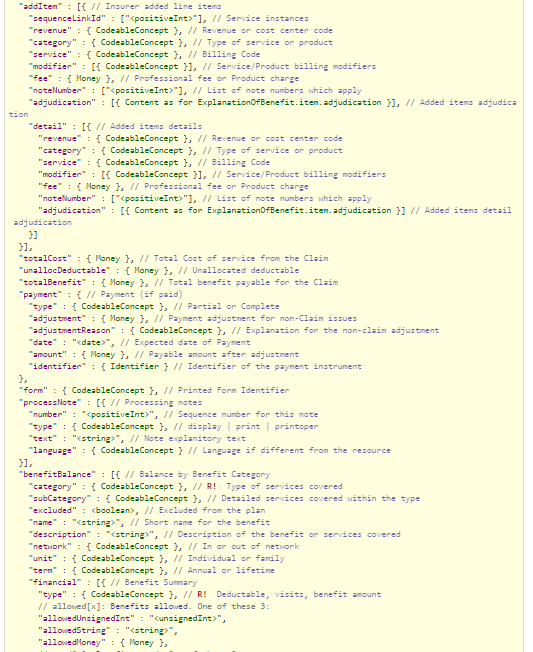 "addItem" : [{ // Insurer added line items
"sequenceLinkId" : ["<positiveInt>"], // Service instances
"revenue" : { CodeableConcept }, // Revenue or cost center code
"category" : { CodeableConcept }, // Type of service or product
"service" : { CodeableConcept }, // Billing Code
"modifier" : [{ CodeableConcept }], // Service/Product billing modifiers
"fee" : { Money }, // Professional fee or Product charge
"noteNumber" : ["<positiveInt>"], // List of note numbers which apply
"adjudication" : [{ Content as for ExplanationOfBenefit.item.adjudication }], // Added items adjudica
tion
"detail" : [{ // Added items details
"revenue" : { CodeableConcept }, // Revenue or cost center code
"category" : { CodeableConcept }, // Type of service or product
"service" : { CodeableConcept }, // Billing Code
"modifier" : [{ CodeableConcept }], // Service/Product billing modifiers
"fee" : { Money }, // Professional fee or Product charge
"noteNumber" : ["<positiveInt>"], // List of note numbers which apply
"adjudication" : [{ Content as for ExplanationOfBenefit.item.adjudication }] // Added items detail
adjudication
}]
}],
"totalCost" : { Money }, // Total Cost of service from the Claim
"unallocDeductable" : { Money }, // Unallocated deductable
"totalBenefit" : { Money }, // Total benefit payable for the Claim
"payment" : { // Payment (if paid)
"type" : { CodeableConcept }, // Partial or Complete
"adjustment" : { Money }, // Payment adjustment for non-Claim issues
"adjustmentReason" : { CodeableConcept }, // Explanation for the non-claim adjustment
"date" : "<date>", // Expected date of Payment
"amount" : { Money }, // Payable amount after adjustment
"identifier" : { Identifier } // Identifier of the payment instrument
},
"form" : { CodeableConcept }, // Printed Form Identifier
"processNote" : [{ // Processing notes
"number" : "<positiveInt>", // Sequence number for this note
"type" : { CodeableConcept }, // display | print | printoper
"text" : "<string>", // Note explanitory text
"language" : { CodeableConcept } // Language if different from the resource
}],
"benefitBalance" : [{ // Balance by Benefit Category
"category" : { CodeableConcept }, // R! Type of services covered
"subCategory" : { CodeableConcept }, // Detailed services covered within the type
"excluded" : <boolean>, // Excluded from the plan
"name" : "<string>", // Short name for the benefit
"description" : "<string>", // Description of the benefit or services covered
"network" : { CodeableConcept }, // In or out of network
"unit" : { CodeableConcept }, // Individual or family
"term" : { CodeableConcept }, // Annual or lifetime
"financial" : [{ // Benefit Summary
"type" : { CodeableConcept }, // R! Deductable, visits, benefit amount
// allowed[x]: Benefits allowed. One of these 3:
"allowedUnsignedInt" : "<unsignedInt>",
"allowedString" : "<string>",
"allowedMoney" : { Money },